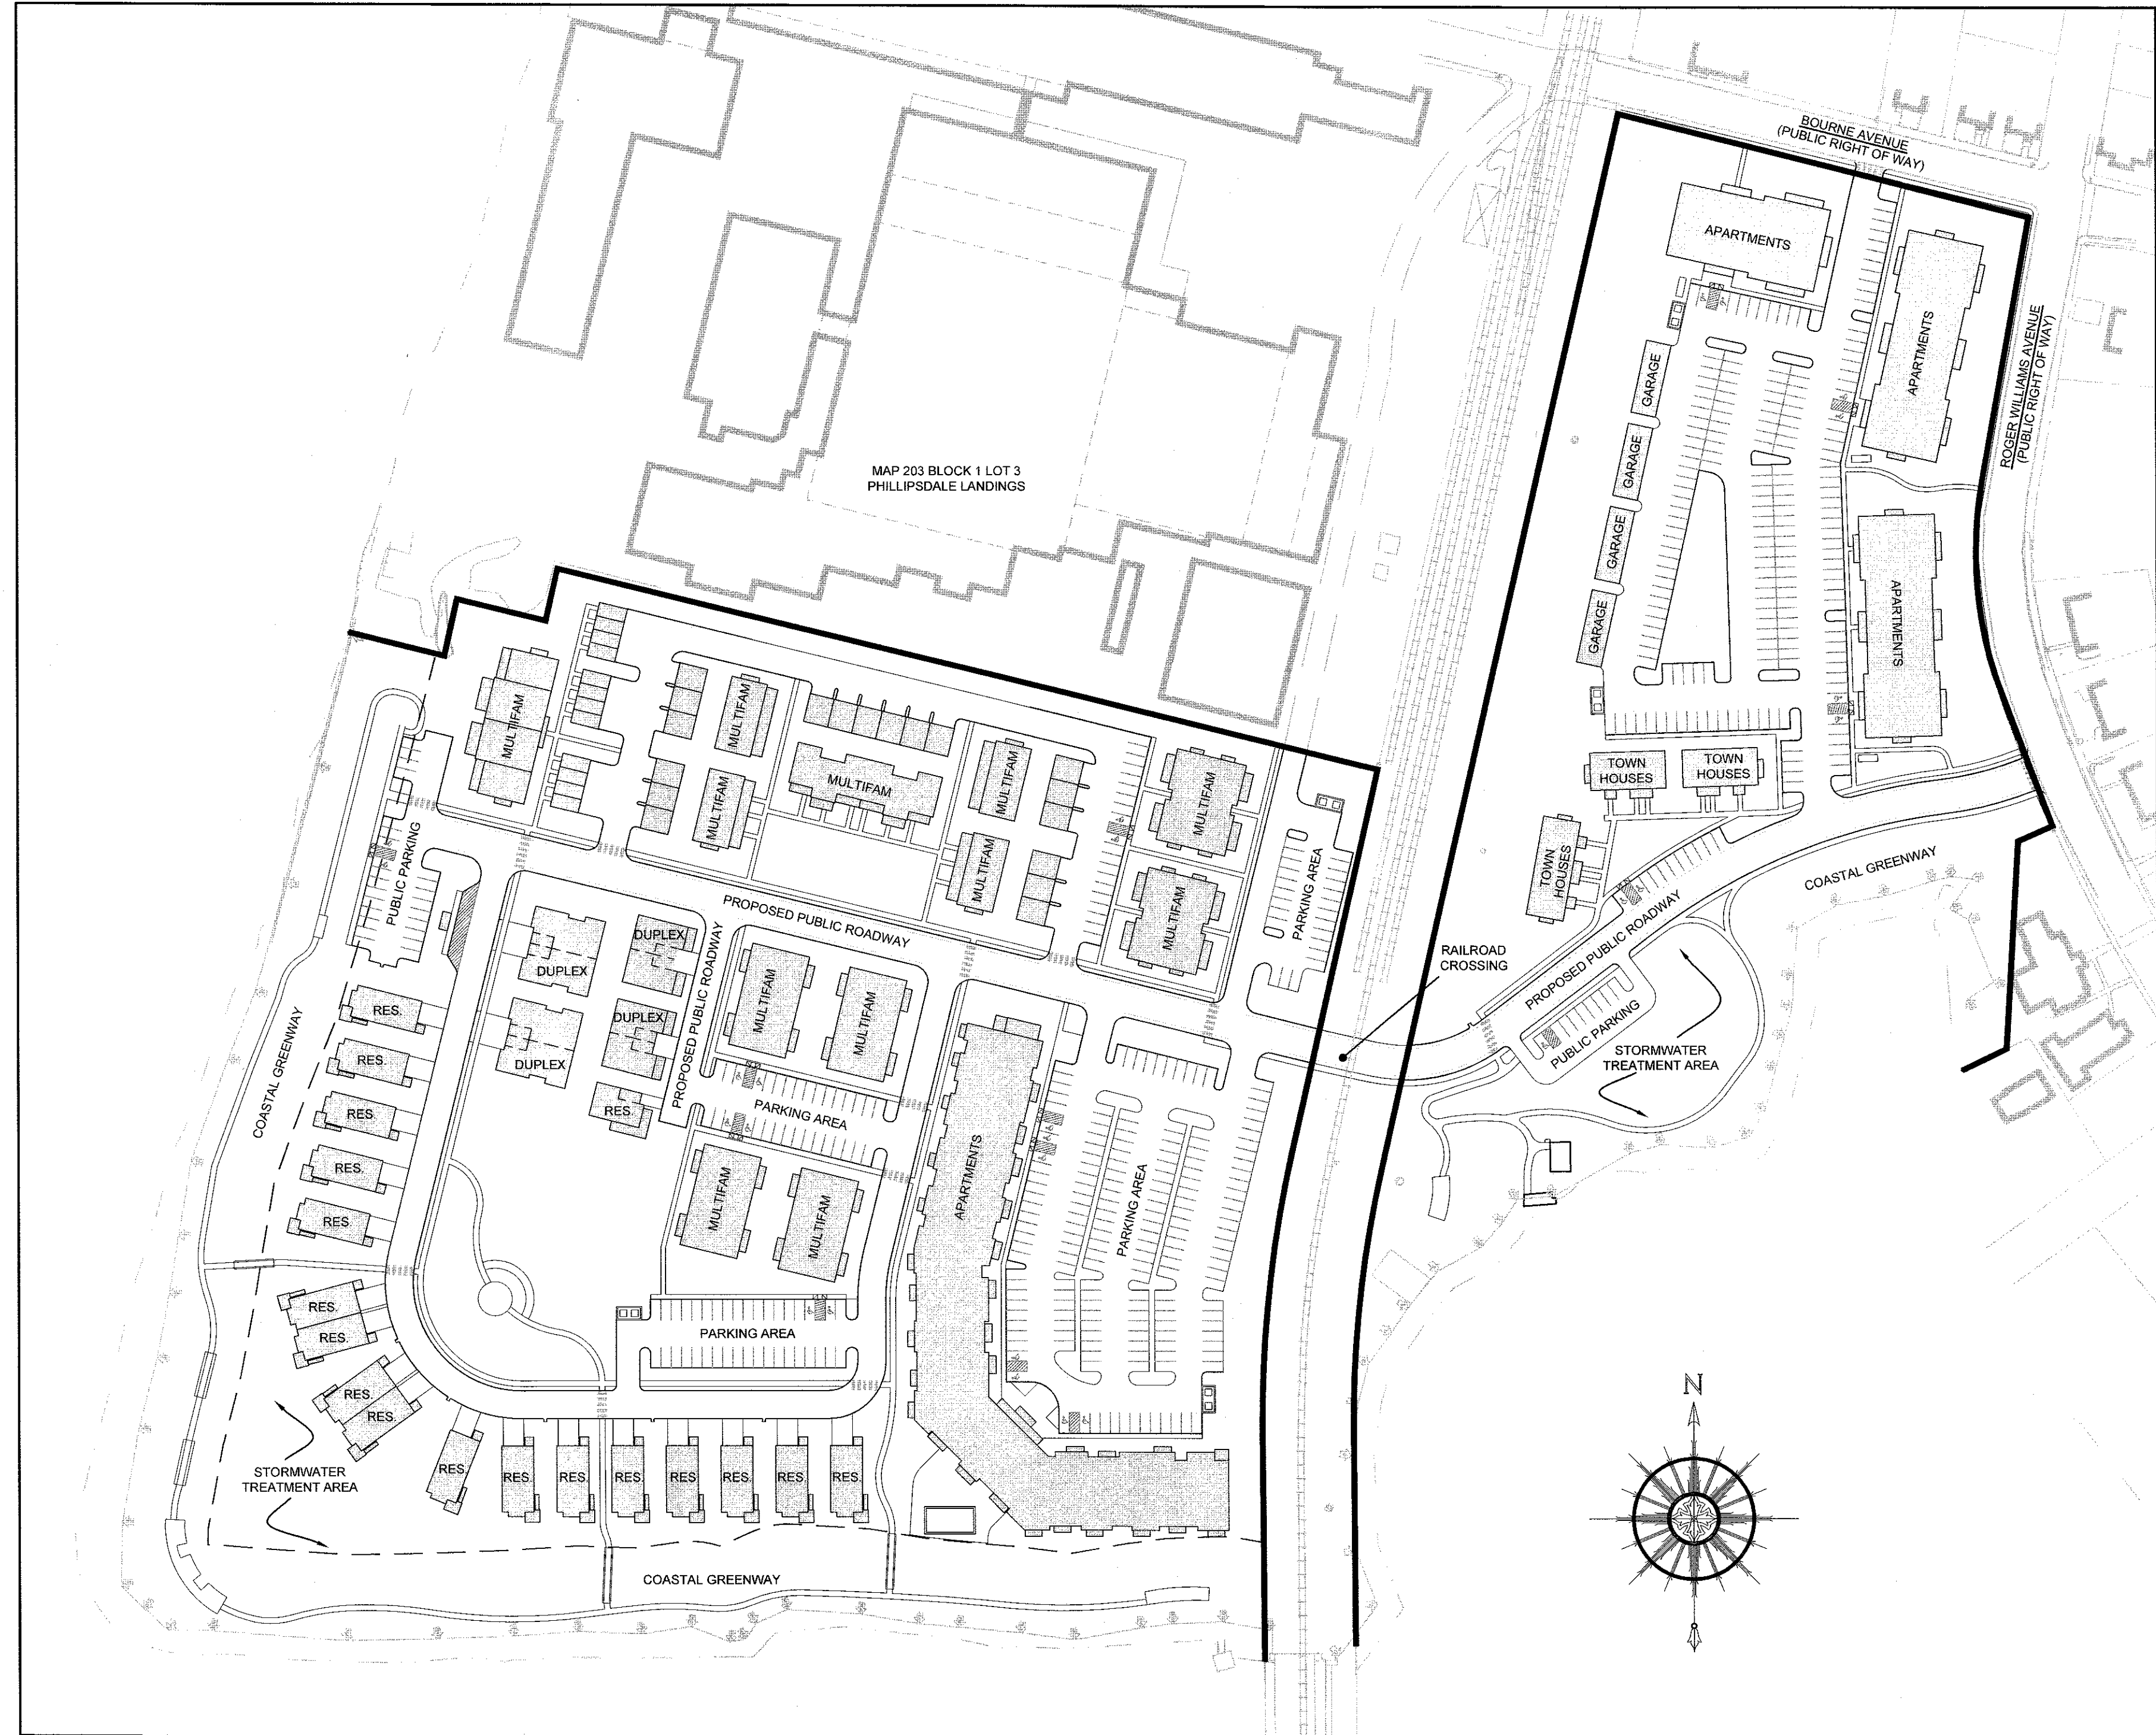 BOURNE AVENUE
(PUBLIC RIGHT OF WAY)
APARTMENTS
APARTMENTS
ROGER WILLIAMS AVENUE
(PUBLIC RIGHT OF WAY)
GARAGE
GARAGE
GARAGE
GARAGE
APARTMENTS
MAP 203 BLOCK 1 LOT 3
PHILLIPSDALE LANDINGS
MULTIFAM
MULTIFAM
MULTIFAM
MULTIFAM
MULTIFAM
MULTIFAM
MULTIFAM
MULTIFAM
MULTIFAM
TOWN
HOUSES
TOWN
HOUSES
TOWN
HOUSES
PUBLIC PARKING
PARKING AREA
PROPOSED PUBLIC ROADWAY
COASTAL GREENWAY
PROPOSED PUBLIC ROADWAY
RAILROAD
CROSSING
DUPLEX
DUPLEX
DUPLEX
DUPLEX
PROPOSED PUBLIC ROADWAY
MULTIFAM
MULTIFAM
PUBLIC PARKING
STORMWATER
TREATMENT AREA
COASTAL GREENWAY
RES.
RES.
RES.
RES.
RES.
RES.
PARKING AREA
MULTIFAM
MULTIFAM
APARTMENTS
PARKING AREA
RES.
RES.
RES.
RES.
PARKING AREA
STORMWATER
TREATMENT AREA
RES.
RES.
RES.
RES.
RES.
RES.
RES.
RES.
COASTAL GREENWAY
N